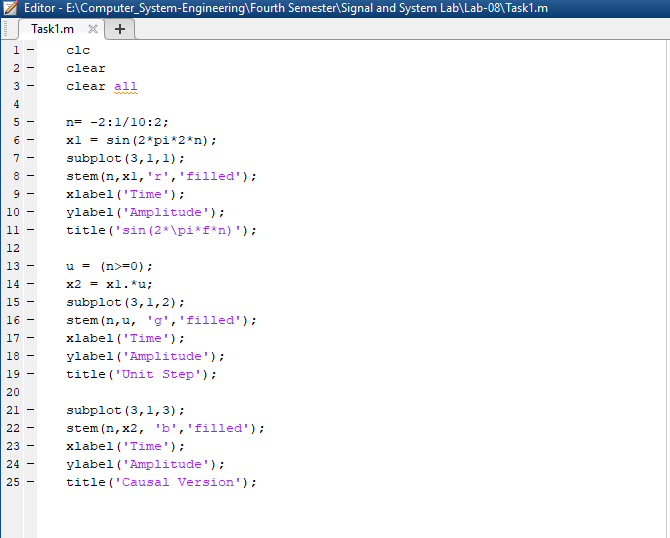 Editor - E:\Computer_System-Engineering\Fourth Semester\Signal and System Lab\Lab-08\Task1.m
Task1.m × +
1 - clc
2 - clear
3 - clear all
4
5 - n= -2:1/10:2;
6 - x1 = sin(2*pi*2*n);
7 - subplot(3,1,1);
8 - stem(n,x1,'r','filled');
9 - xlabel('Time');
10 - ylabel('Amplitude');
11 - title('sin(2*\pi*f*n)');
12
13 - u = (n>=0);
14 - x2 = x1.*u;
15 - subplot(3,1,2);
16 - stem(n,u, 'g','filled');
17 - xlabel('Time');
18 - ylabel('Amplitude');
19 - title('Unit Step');
20
21 - subplot(3,1,3);
22 - stem(n,x2, 'b','filled');
23 - xlabel('Time');
24 - ylabel('Amplitude');
25 - title('Causal Version');